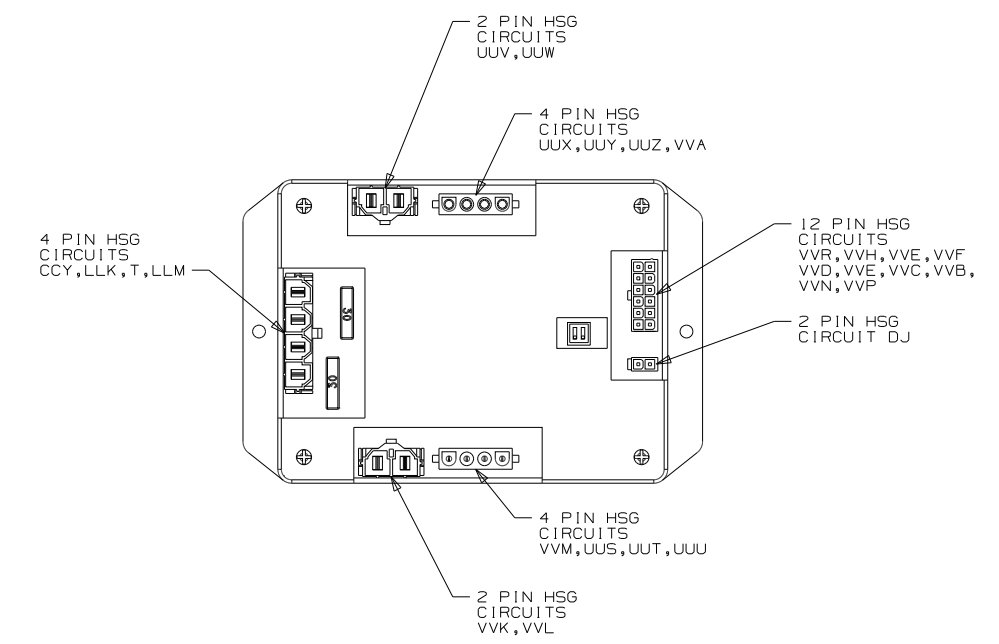 2 PIN HSG
CIRCUITS
UUV,UUW
4 PIN HSG
CIRCUITS
UUX,UUY,UUZ,VVA
4 PIN HSG
CIRCUITS
CCY,LLK,T,LLM
12 PIN HSG
CIRCUITS
VVR,VVH,VVE,VVF
VVD,VVE,VVC,VVB,
VVN,VVP
2 PIN HSG
CIRCUIT DJ
30
30
4 PIN HSG
CIRCUITS
VVM,UUS,UUT,UUU
2 PIN HSG
CIRCUITS
VVK,VVL